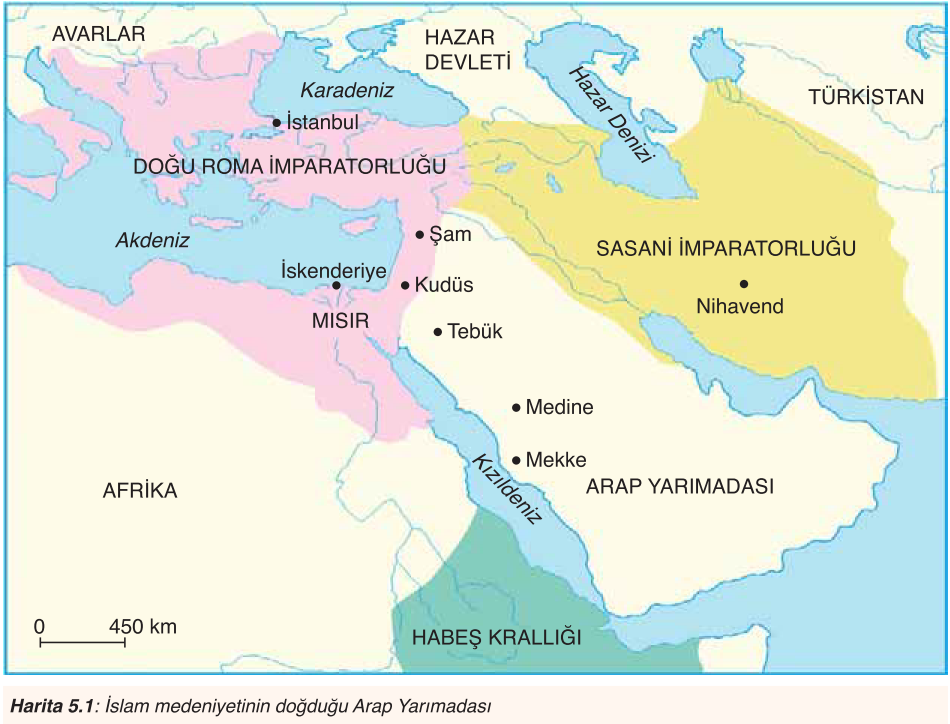 AVARLAR
HAZAR
DEVLETİ
Karadeniz
Hazar Denizi
TÜRKİSTAN
İstanbul
DOĞU ROMA İMPARATORLUĞU
Akdeniz
Şam
SASANİ İMPARATORLUĞU
İskenderiye
Kudüs
Nihavend
MISIR
Tebük
Medine
Mekke
Kızıldeniz
AFRİKA
ARAP YARIMADASI
0 450 km
HABEŞ KRALLIĞI
Harita 5.1: İslam medeniyetinin doğduğu Arap Yarımadası